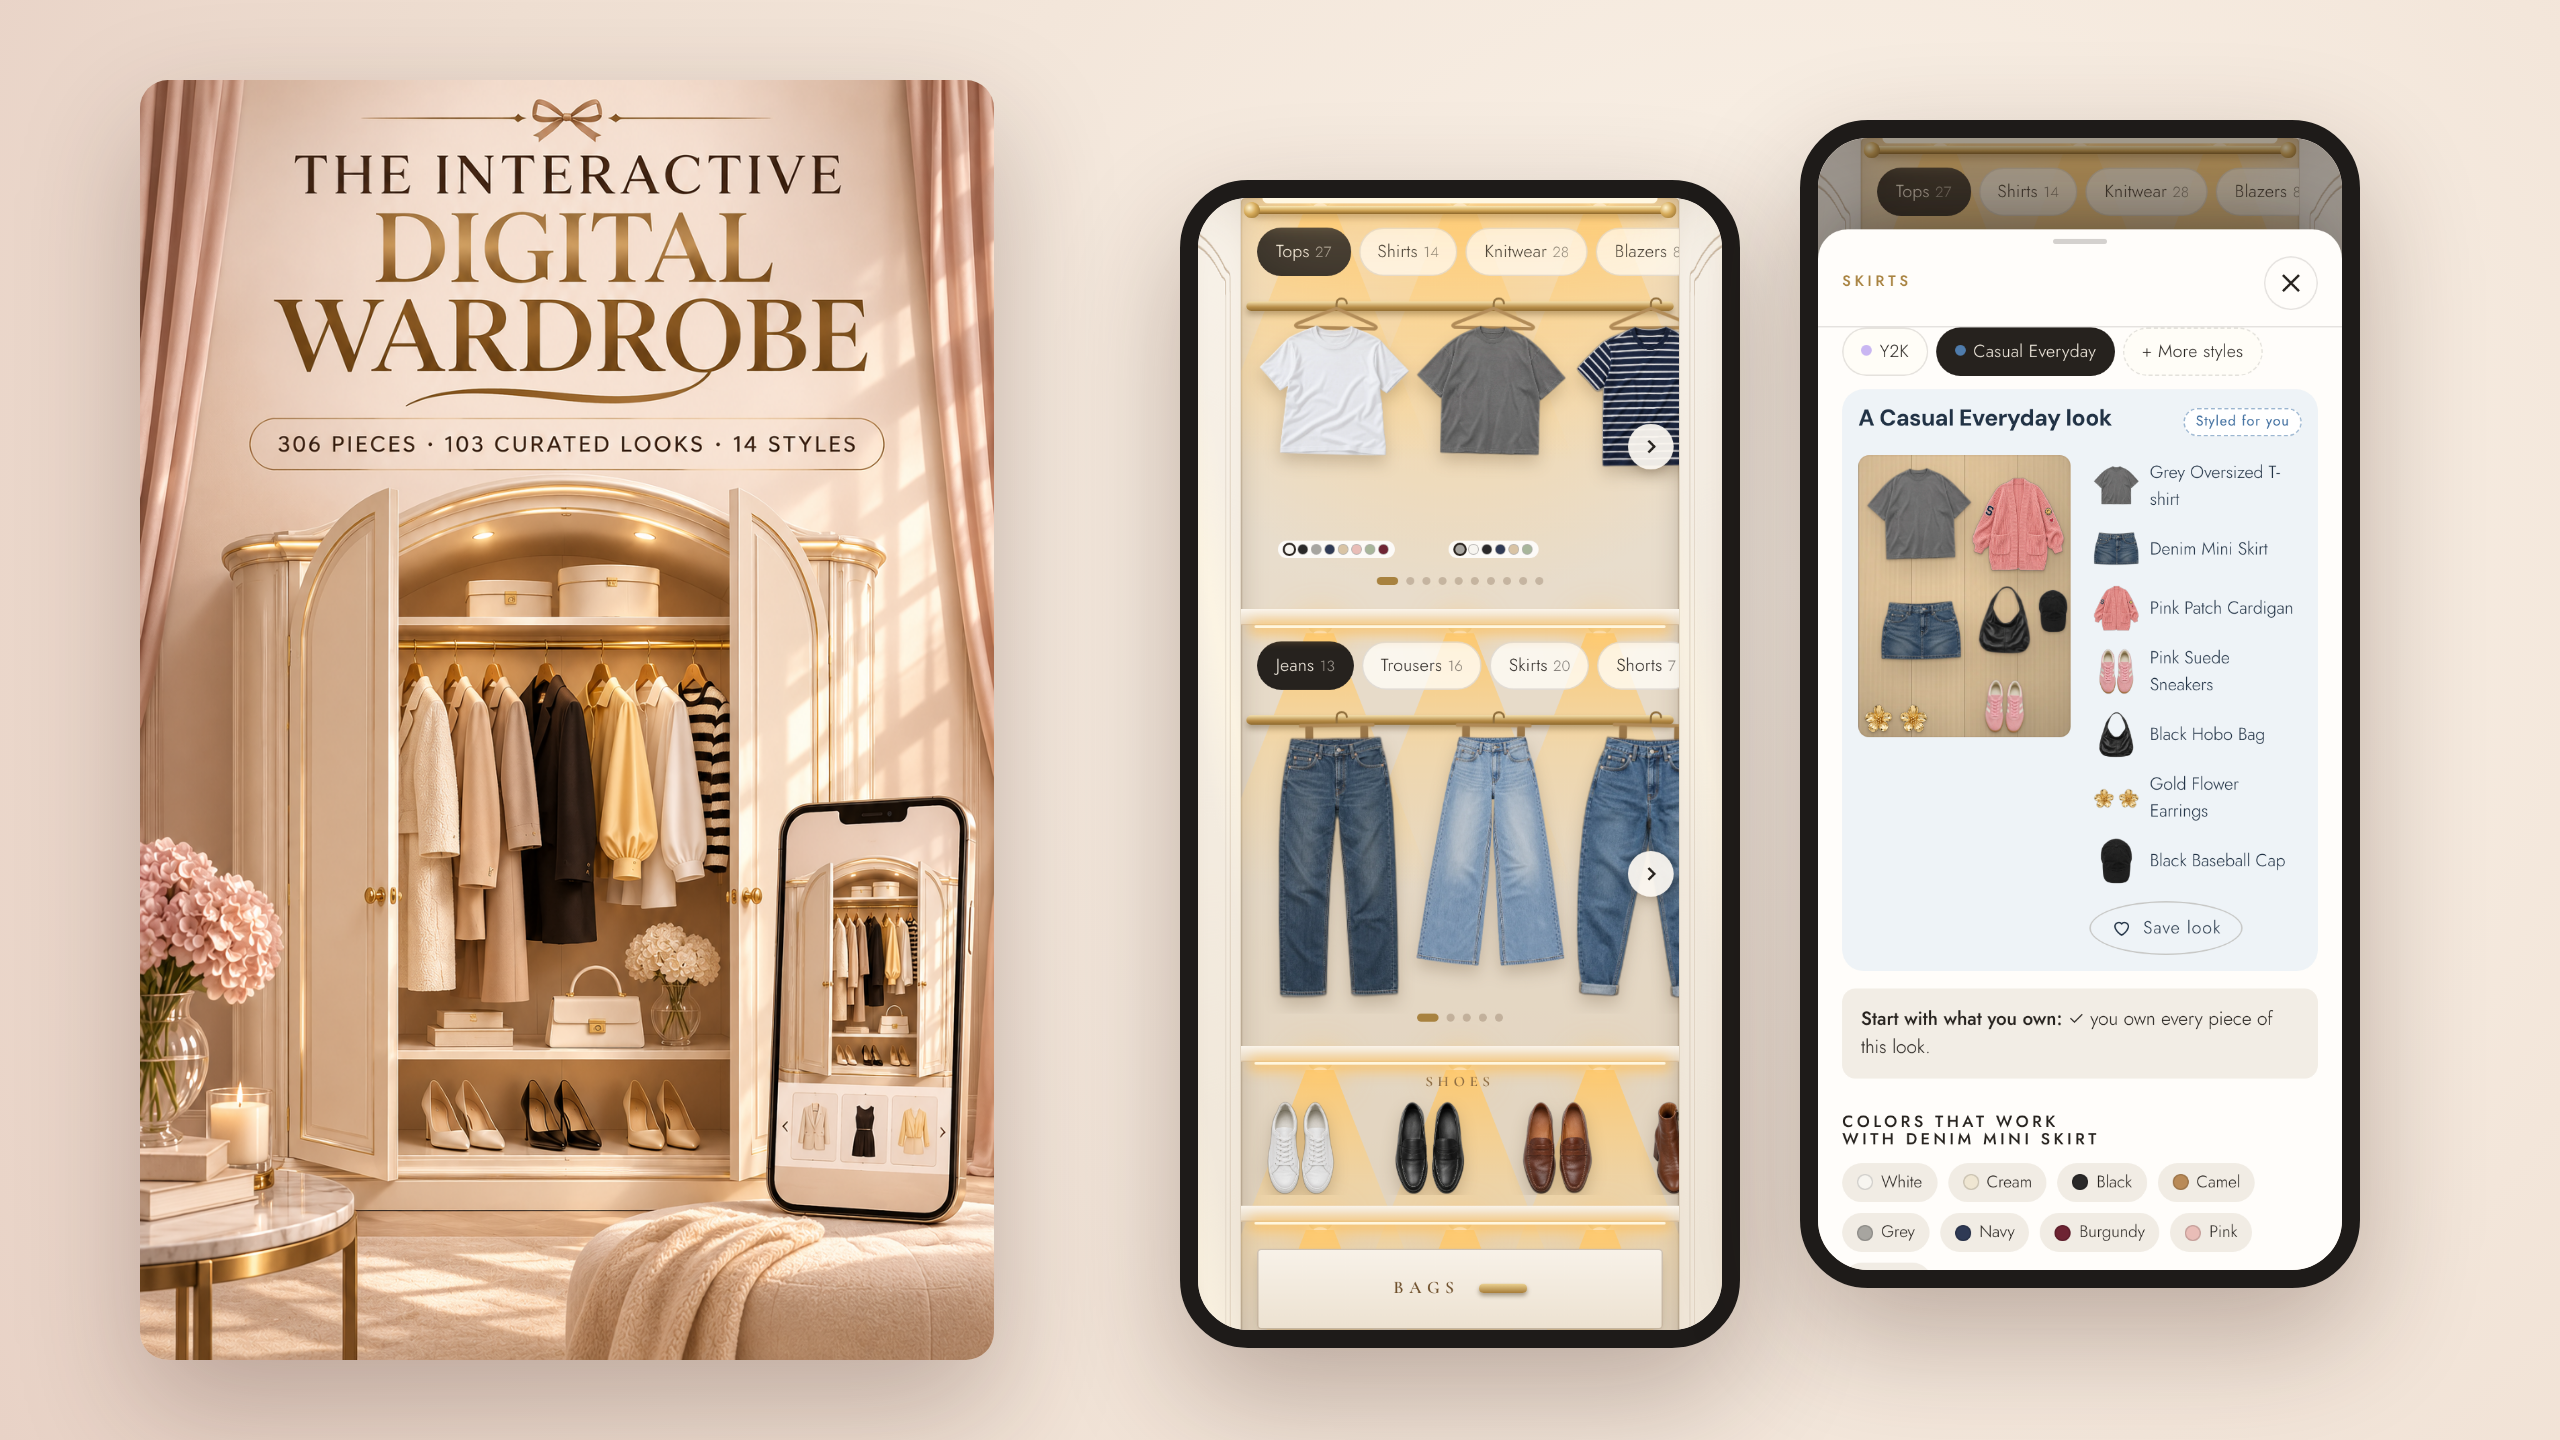 THE INTERACTIVE
DIGITAL
WARDROBE
306 PIECES · 103 CURATED LOOKS · 14 STYLES
Tops 27
Shirts 14
Knitwear 28
Blazers 8
Jeans 13
Trousers 16
Skirts 20
Shorts 7
SHOES
BAGS
Tops 27
Shirts 14
Knitwear 28
Blazers 8
SKIRTS
Y2K
Casual Everyday
+ More styles
A Casual Everyday look
Styled for you
Grey Oversized T-
shirt
Denim Mini Skirt
Pink Patch Cardigan
Pink Suede
Sneakers
Black Hobo Bag
Gold Flower
Earrings
Black Baseball Cap
Save look
Start with what you own: ✓ you own every piece of
this look.
COLORS THAT WORK
WITH DENIM MINI SKIRT
White
Cream
Black
Camel
Grey
Navy
Burgundy
Pink